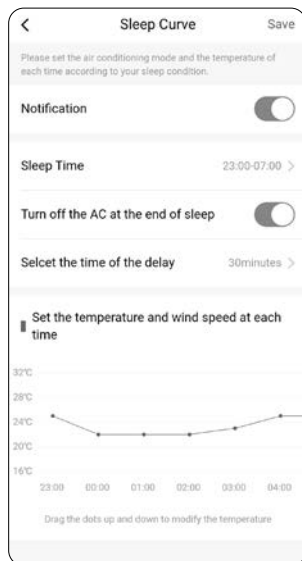 Sleep Curve Save
Please set the air conditioning mode and the temperature of
each time according to your sleep condition.
Notification
Sleep Time 23:00-07:00 >
Turn off the AC at the end of sleep
Selcet the time of the delay 30minutes >
Set the temperature and wind speed at each
time
32°C
28°C
24°C
20°C
16°C
23:00 00:00 01:00 02:00 03:00 04:00
Drag the dots up and down to modify the temperature